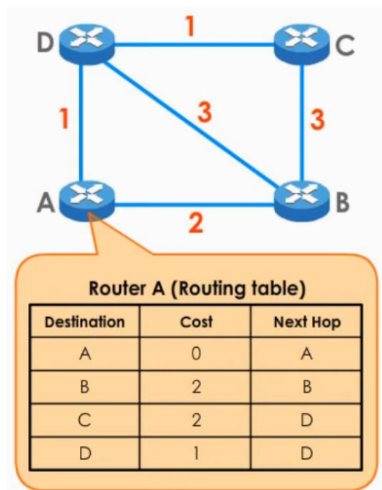 1
D
C
1
3
3
A
B
2
Router A (Routing table)
Destination Cost Next Hop
A 0 A
B 2 B
C 2 D
D 1 D